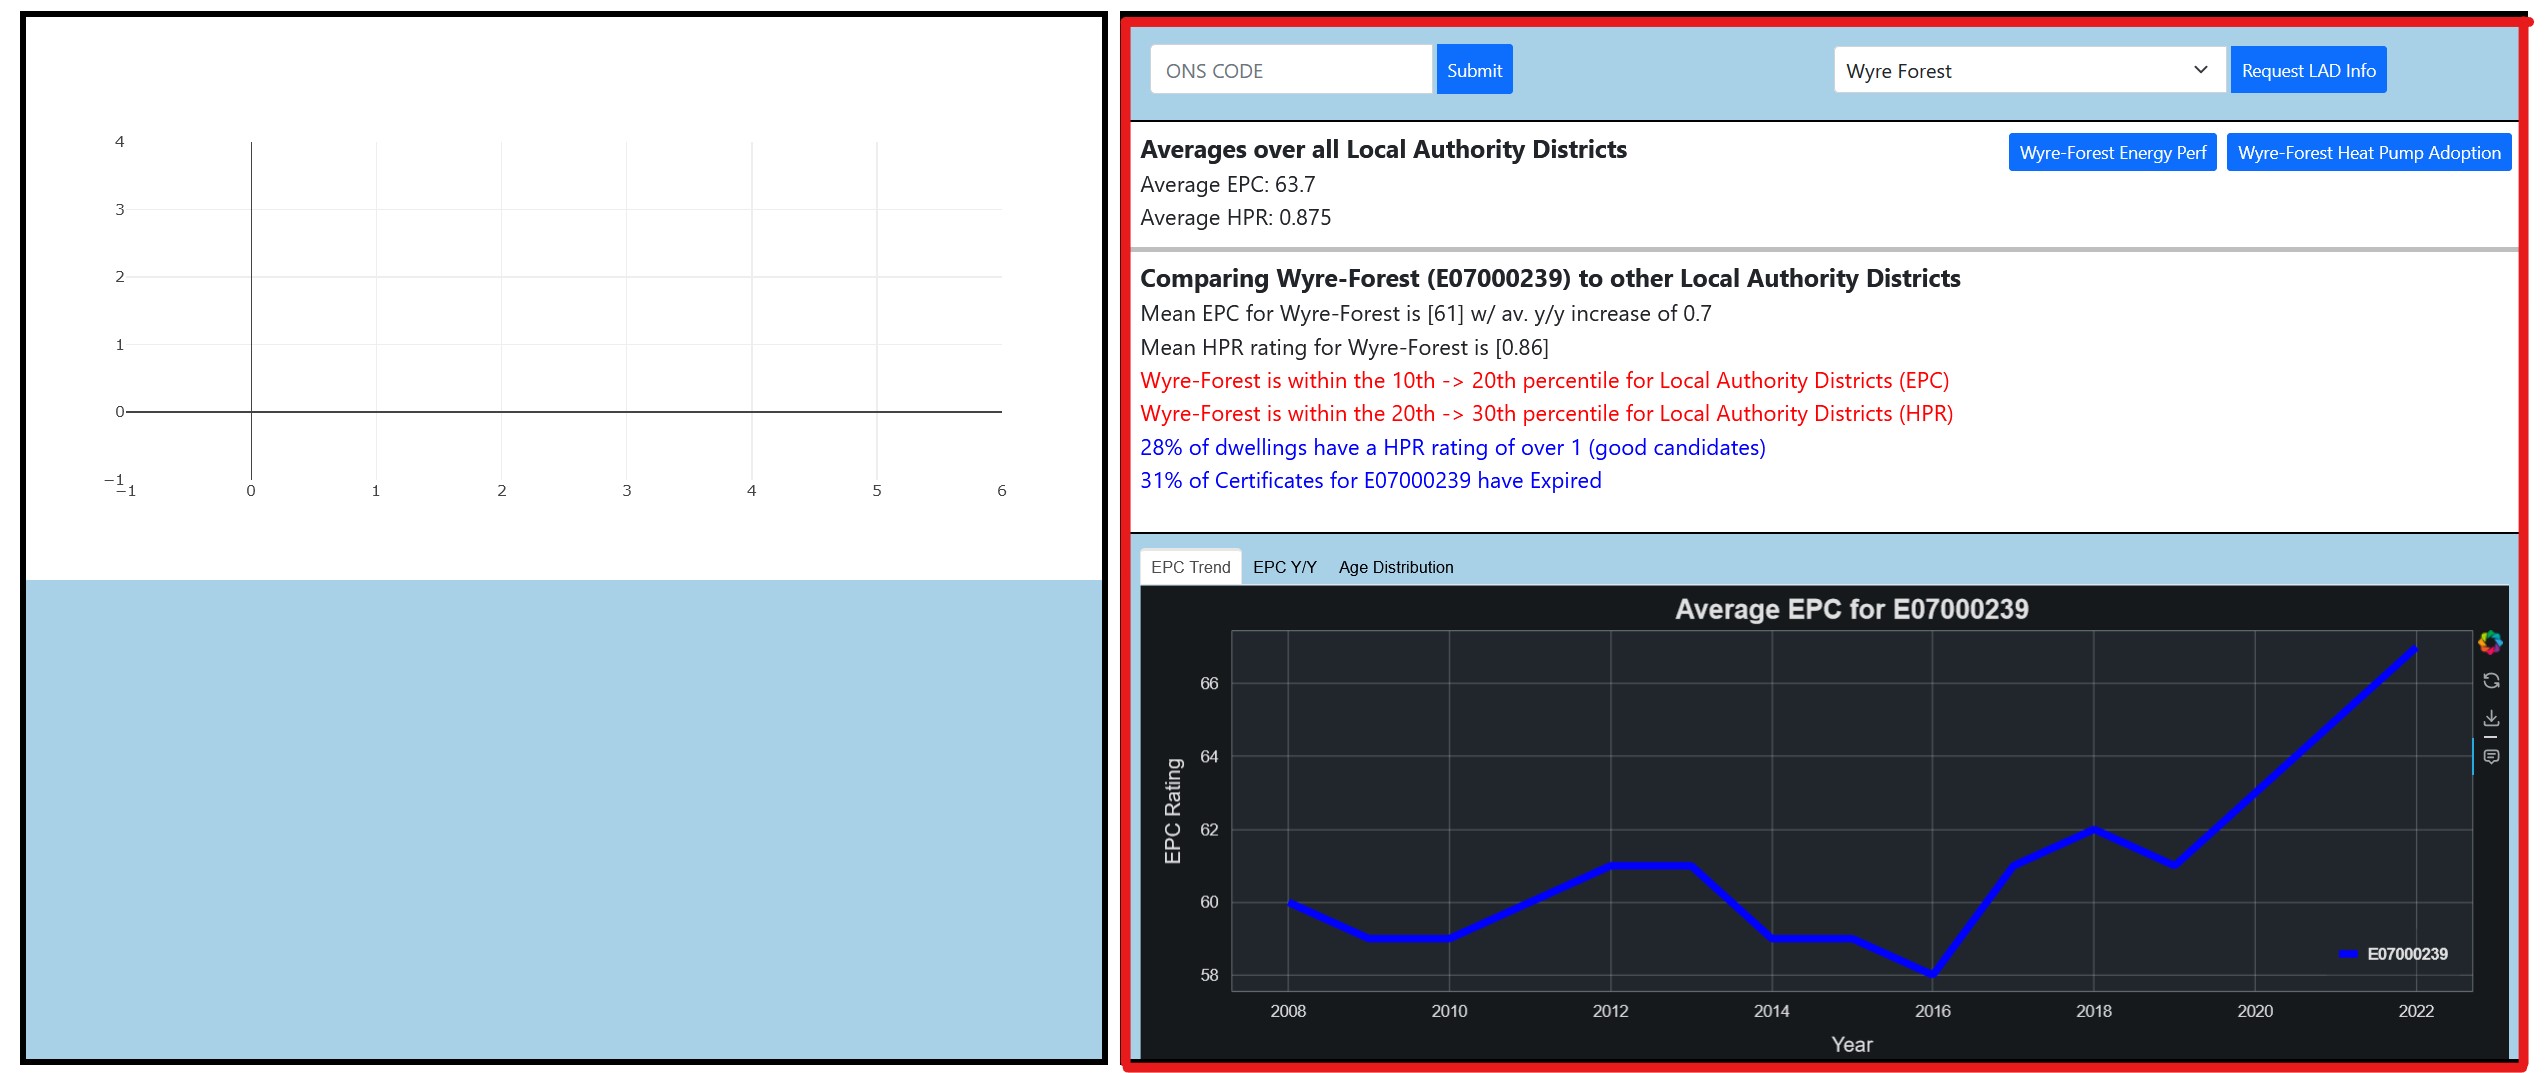 4
3
2
1
0
−1
−1 0 1 2 3 4 5 6
ONS CODE Submit Wyre Forest Request LAD Info
Averages over all Local Authority Districts Wyre-Forest Energy Perf Wyre-Forest Heat Pump Adoption
Average EPC: 63.7
Average HPR: 0.875
Comparing Wyre-Forest (E07000239) to other Local Authority Districts
Mean EPC for Wyre-Forest is [61] w/ av. y/y increase of 0.7
Mean HPR rating for Wyre-Forest is [0.86]
Wyre-Forest is within the 10th -> 20th percentile for Local Authority Districts (EPC)
Wyre-Forest is within the 20th -> 30th percentile for Local Authority Districts (HPR)
28% of dwellings have a HPR rating of over 1 (good candidates)
31% of Certificates for E07000239 have Expired
EPC Trend EPC Y/Y Age Distribution
Average EPC for E07000239
EPC Rating
66
64
62
60
58
E07000239
2008 2010 2012 2014 2016 2018 2020 2022
Year